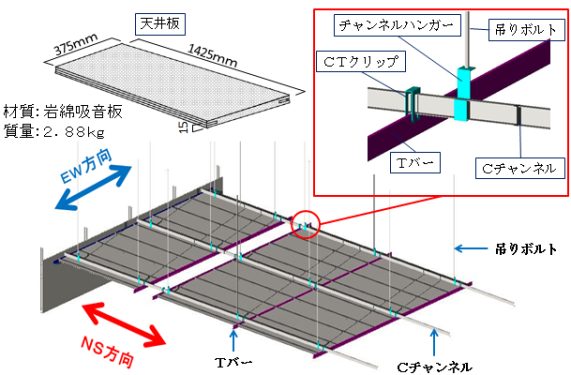 天井板
375mm
1425mm
15
材質：岩綿吸音板
質量：２.８８kg
チャンネルハンガー
吊りボルト
ＣＴクリップ
Ｔバー
Ｃチャンネル
EW方向
NS方向
吊りボルト
Ｔバー
Ｃチャンネル